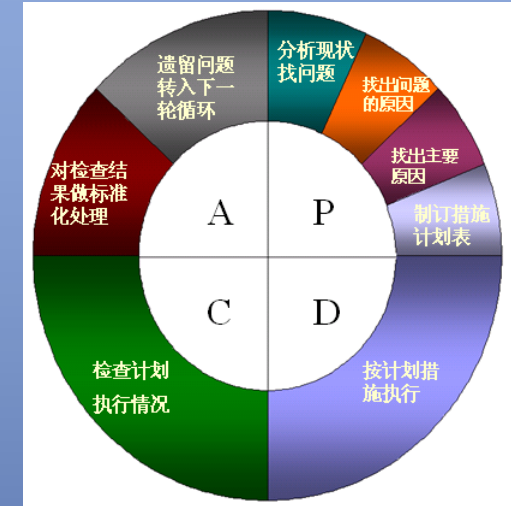 分析现状
找问题
找出问题
的原因
找出主要
原因
制订措施
计划表
按计划措
施执行
检查计划
执行情况
对检查结
果做标准
化处理
遗留问题
转入下一
轮循环
A
P
C
D